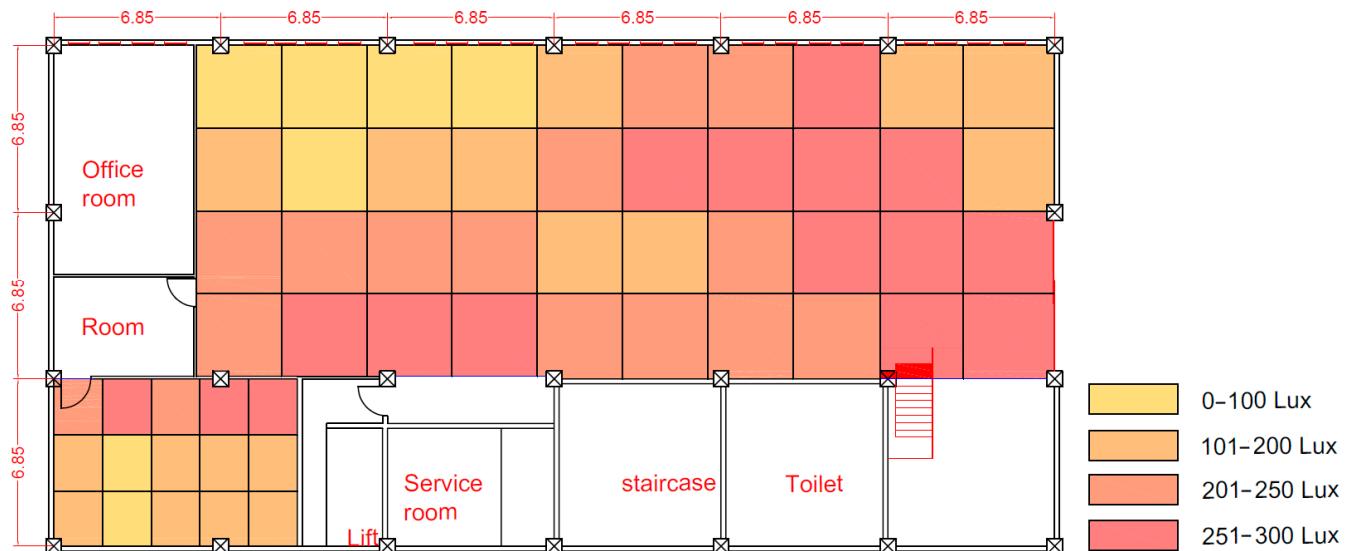 6.85 6.85 6.85 6.85 6.85 6.85
6.85
6.85
6.85
Office
room
Room
Service
room
Lift
staircase
Toilet
0–100 Lux
101–200 Lux
201–250 Lux
251–300 Lux